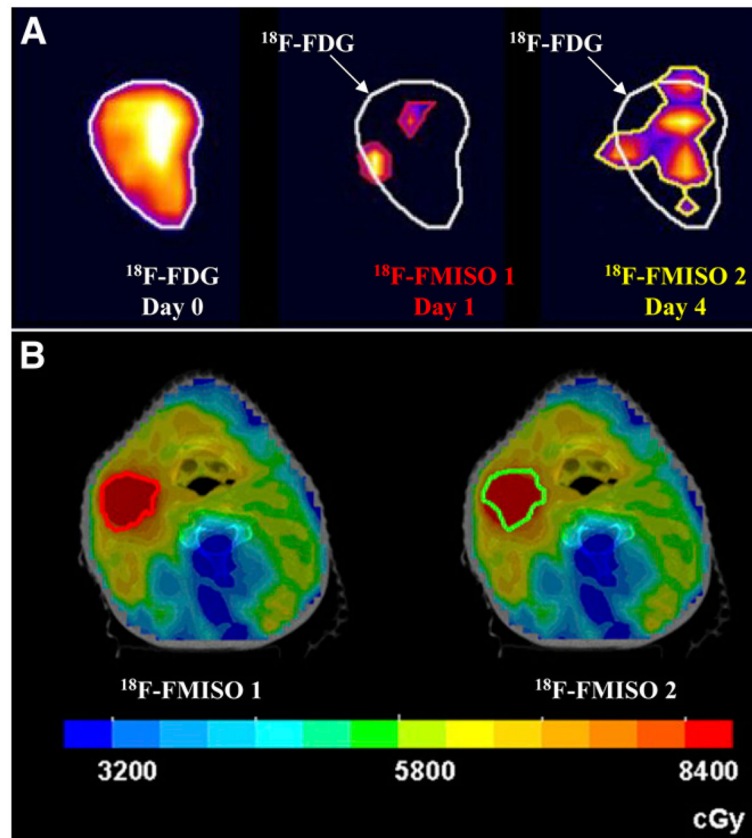 A
¹⁸F-FDG
¹⁸F-FDG
¹⁸F-FDG
Day 0
¹⁸F-FMISO 1
Day 1
¹⁸F-FMISO 2
Day 4
B
¹⁸F-FMISO 1
¹⁸F-FMISO 2
3200
5800
8400
cGy